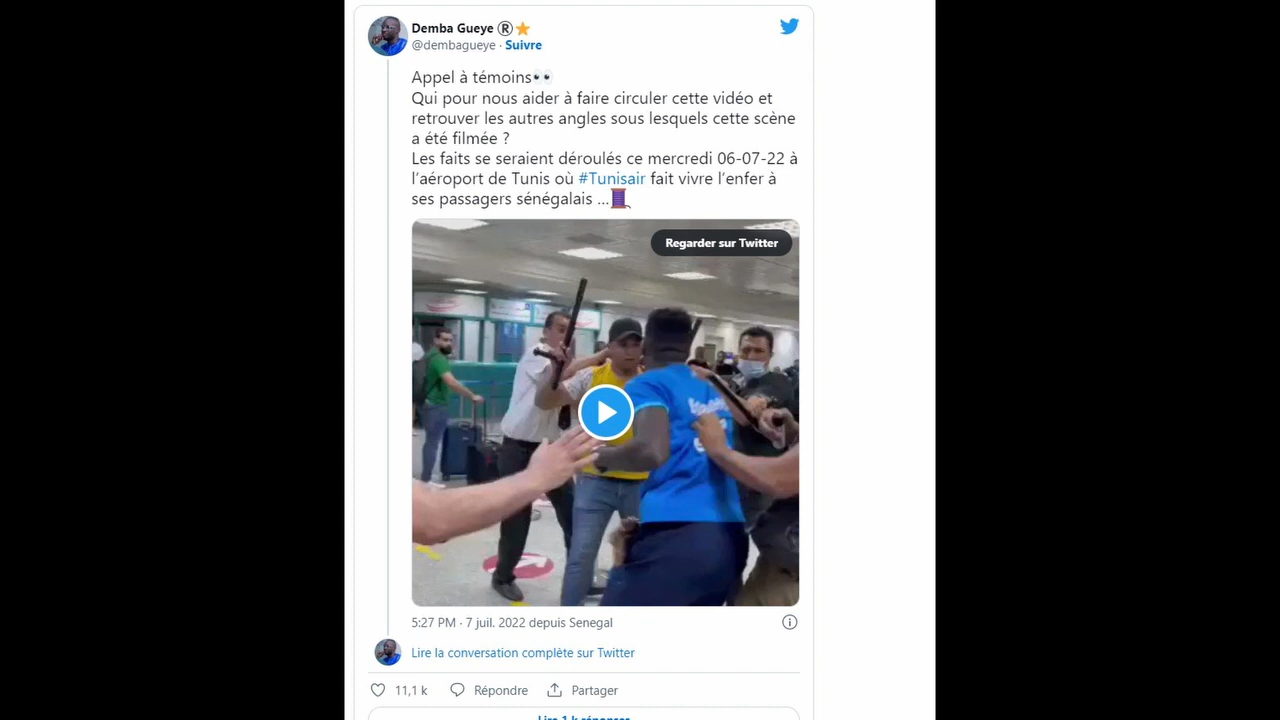 Demba Gueye ®⭐
@dembagueye · Suivre
Appel à témoins👀
Qui pour nous aider à faire circuler cette vidéo et
retrouver les autres angles sous lesquels cette scène
a été filmée ?
Les faits se seraient déroulés ce mercredi 06-07-22 à
l’aéroport de Tunis où #Tunisair fait vivre l’enfer à
ses passagers sénégalais ...🧵
Regarder sur Twitter
5:27 PM · 7 juil. 2022 depuis Senegal
Lire la conversation complète sur Twitter
11,1 k Répondre Partager
Lire 1 k réponses